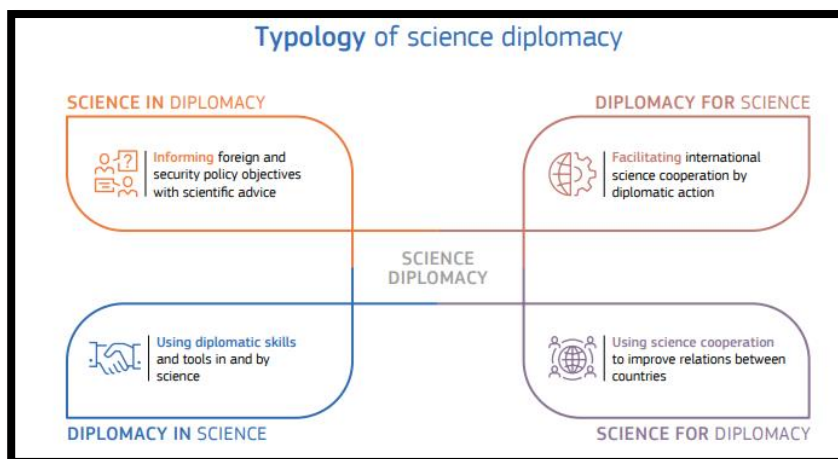 Typology of science diplomacy
SCIENCE IN DIPLOMACY
Informing foreign and
security policy objectives
with scientific advice
DIPLOMACY FOR SCIENCE
Facilitating international
science cooperation by
diplomatic action
SCIENCE
DIPLOMACY
Using diplomatic skills
and tools in and by
science
DIPLOMACY IN SCIENCE
Using science cooperation
to improve relations between
countries
SCIENCE FOR DIPLOMACY